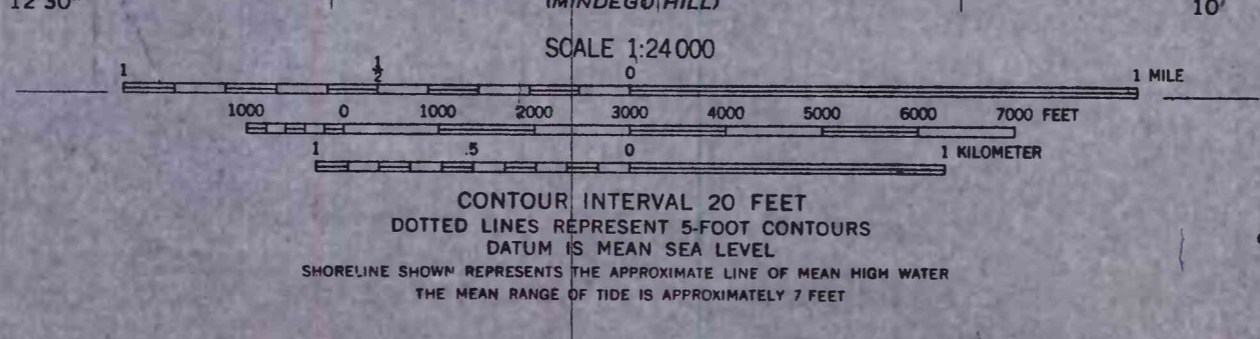 12'30" (MINDEGO HILL) 10'
SCALE 1:24000
1 ½ 0 1 MILE
1000 0 1000 2000 3000 4000 5000 6000 7000 FEET
1 .5 0 1 KILOMETER
CONTOUR INTERVAL 20 FEET
DOTTED LINES REPRESENT 5-FOOT CONTOURS
DATUM IS MEAN SEA LEVEL
SHORELINE SHOWN REPRESENTS THE APPROXIMATE LINE OF MEAN HIGH WATER
THE MEAN RANGE OF TIDE IS APPROXIMATELY 7 FEET